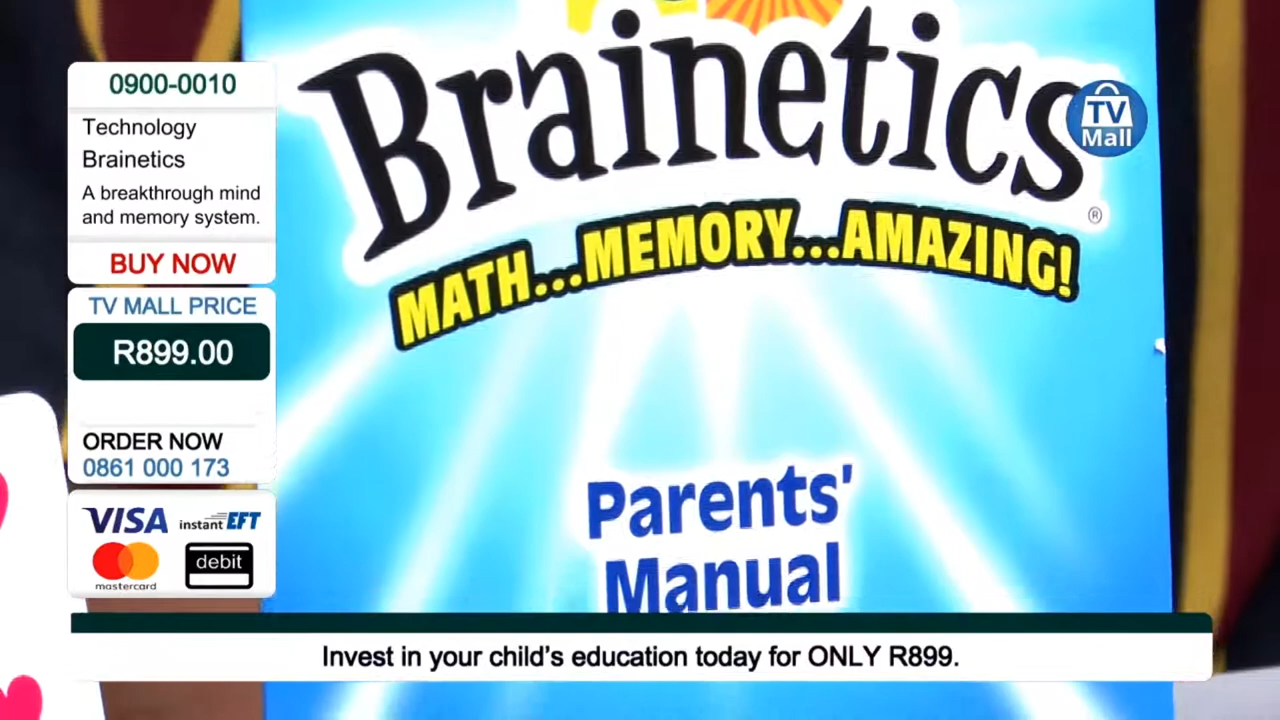 0900-0010
Technology
Brainetics
A breakthrough mind
and memory system.
BUY NOW
TV MALL PRICE
R899.00
ORDER NOW
0861 000 173
VISA instant EFT
mastercard debit
Brainetics®
MATH...MEMORY...AMAZING!
Parents'
Manual
TV
Mall
Invest in your child's education today for ONLY R899.